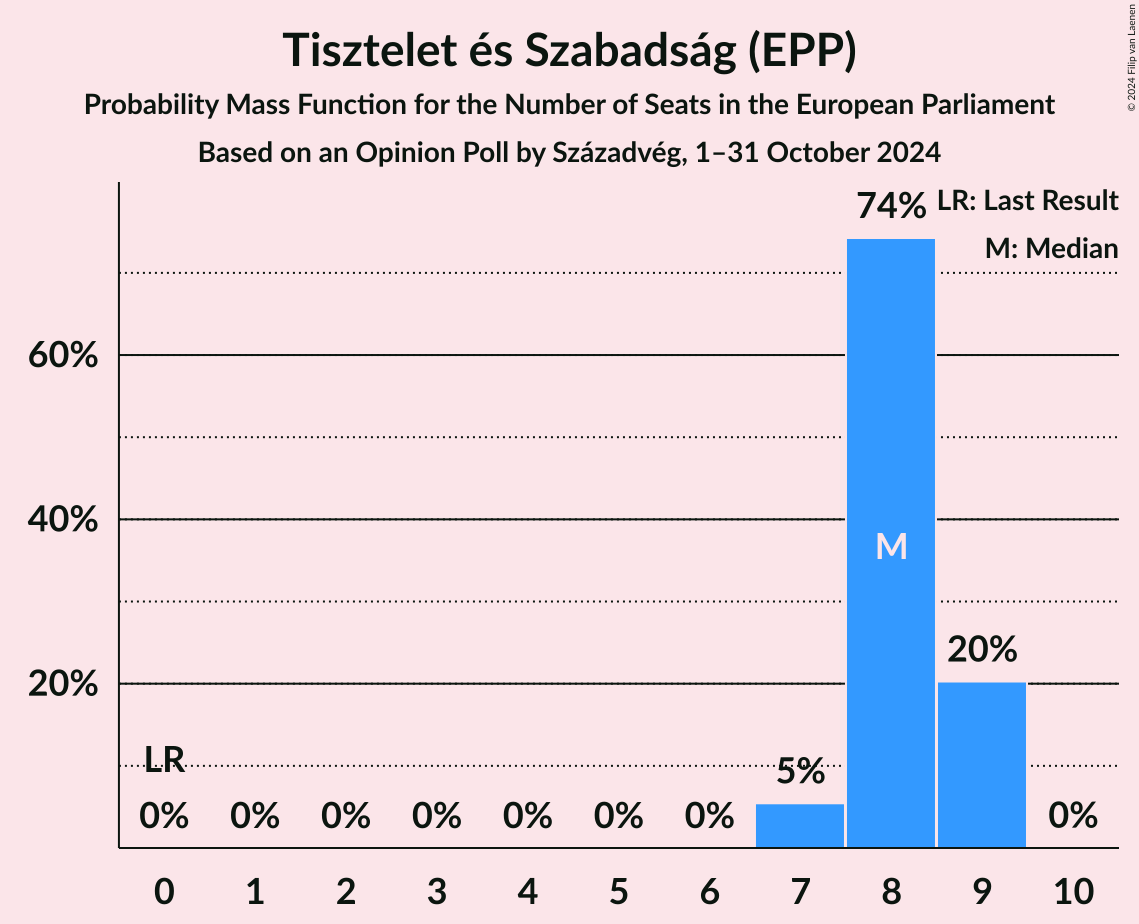 Tisztelet és Szabadság (EPP)
Probability Mass Function for the Number of Seats in the European Parliament
Based on an Opinion Poll by Századvég, 1–31 October 2024
© 2024 Filip van Laenen
74%
LR: Last Result
M: Median
60%
40%
M
20%
20%
LR
5%
0% 0% 0% 0% 0% 0% 0% 0%
0 1 2 3 4 5 6 7 8 9 10